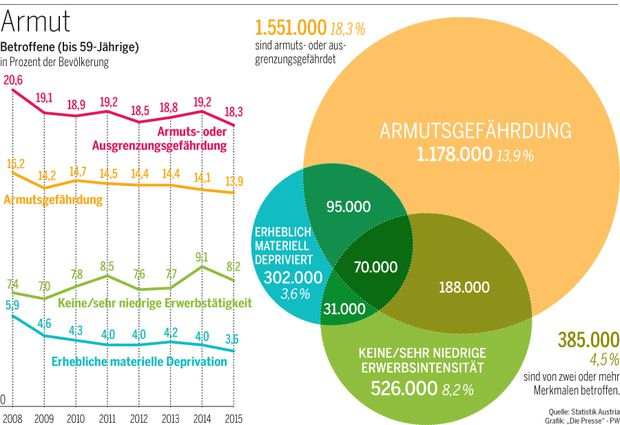 Armut
Betroffene (bis 59-Jährige)
in Prozent der Bevölkerung
20,6
19,1
18,9
19,2
18,5
18,8
19,2
18,3
Armuts- oder
Ausgrenzungsgefährdung
15,2
14,2
14,7
14,5
14,4
14,4
14,1
13,9
Armutsgefährdung
7,4
7,0
7,8
8,5
7,6
7,7
9,1
8,2
Keine/sehr niedrige Erwerbstätigkeit
5,9
4,6
4,3
4,0
4,0
4,2
4,0
3,6
Erhebliche materielle Deprivation
0
2008 2009 2010 2011 2012 2013 2014 2015
1.551.000 18,3 %
sind armuts- oder aus-
grenzungsgefährdet
ARMUTSGEFÄHRDUNG
1.178.000 13,9 %
95.000
ERHEBLICH
MATERIELL
DEPRIVIERT
302.000
3,6 %
70.000
188.000
31.000
KEINE/SEHR NIEDRIGE
ERWERBSINTENSITÄT
526.000 8,2 %
385.000
4,5 %
sind von zwei oder mehr
Merkmalen betroffen.
Quelle: Statistik Austria
Grafik: „Die Presse“ - PW